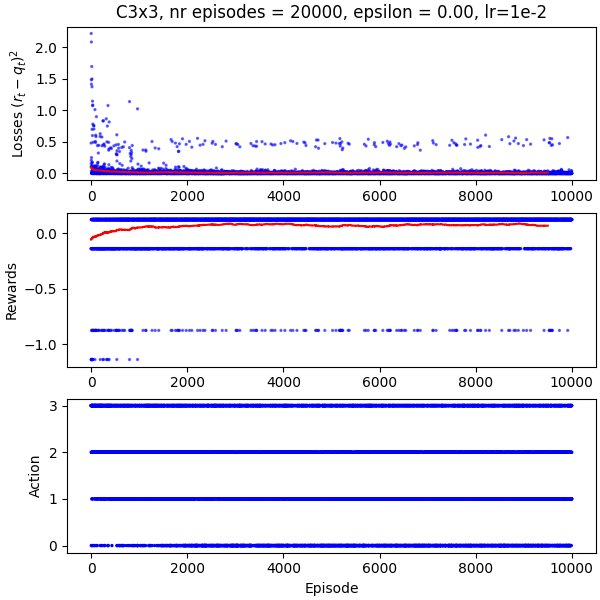 C3x3, nr episodes = 20000, epsilon = 0.00, lr=1e-2
Losses $(r_t - q_t)^2$
2.0
1.5
1.0
0.5
0.0
0 2000 4000 6000 8000 10000
Rewards
0.0
−0.5
−1.0
0 2000 4000 6000 8000 10000
Action
3
2
1
0
0 2000 4000 6000 8000 10000
Episode